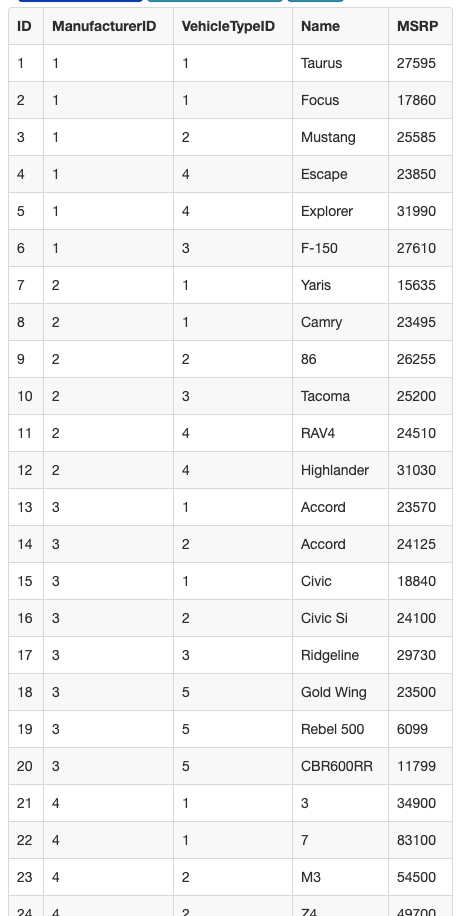 ID ManufacturerID VehicleTypeID Name MSRP
1 1 1 Taurus 27595
2 1 1 Focus 17860
3 1 2 Mustang 25585
4 1 4 Escape 23850
5 1 4 Explorer 31990
6 1 3 F-150 27610
7 2 1 Yaris 15635
8 2 1 Camry 23495
9 2 2 86 26255
10 2 3 Tacoma 25200
11 2 4 RAV4 24510
12 2 4 Highlander 31030
13 3 1 Accord 23570
14 3 2 Accord 24125
15 3 1 Civic 18840
16 3 2 Civic Si 24100
17 3 3 Ridgeline 29730
18 3 5 Gold Wing 23500
19 3 5 Rebel 500 6099
20 3 5 CBR600RR 11799
21 4 1 3 34900
22 4 1 7 83100
23 4 2 M3 54500
24 4 2 Z4 49700